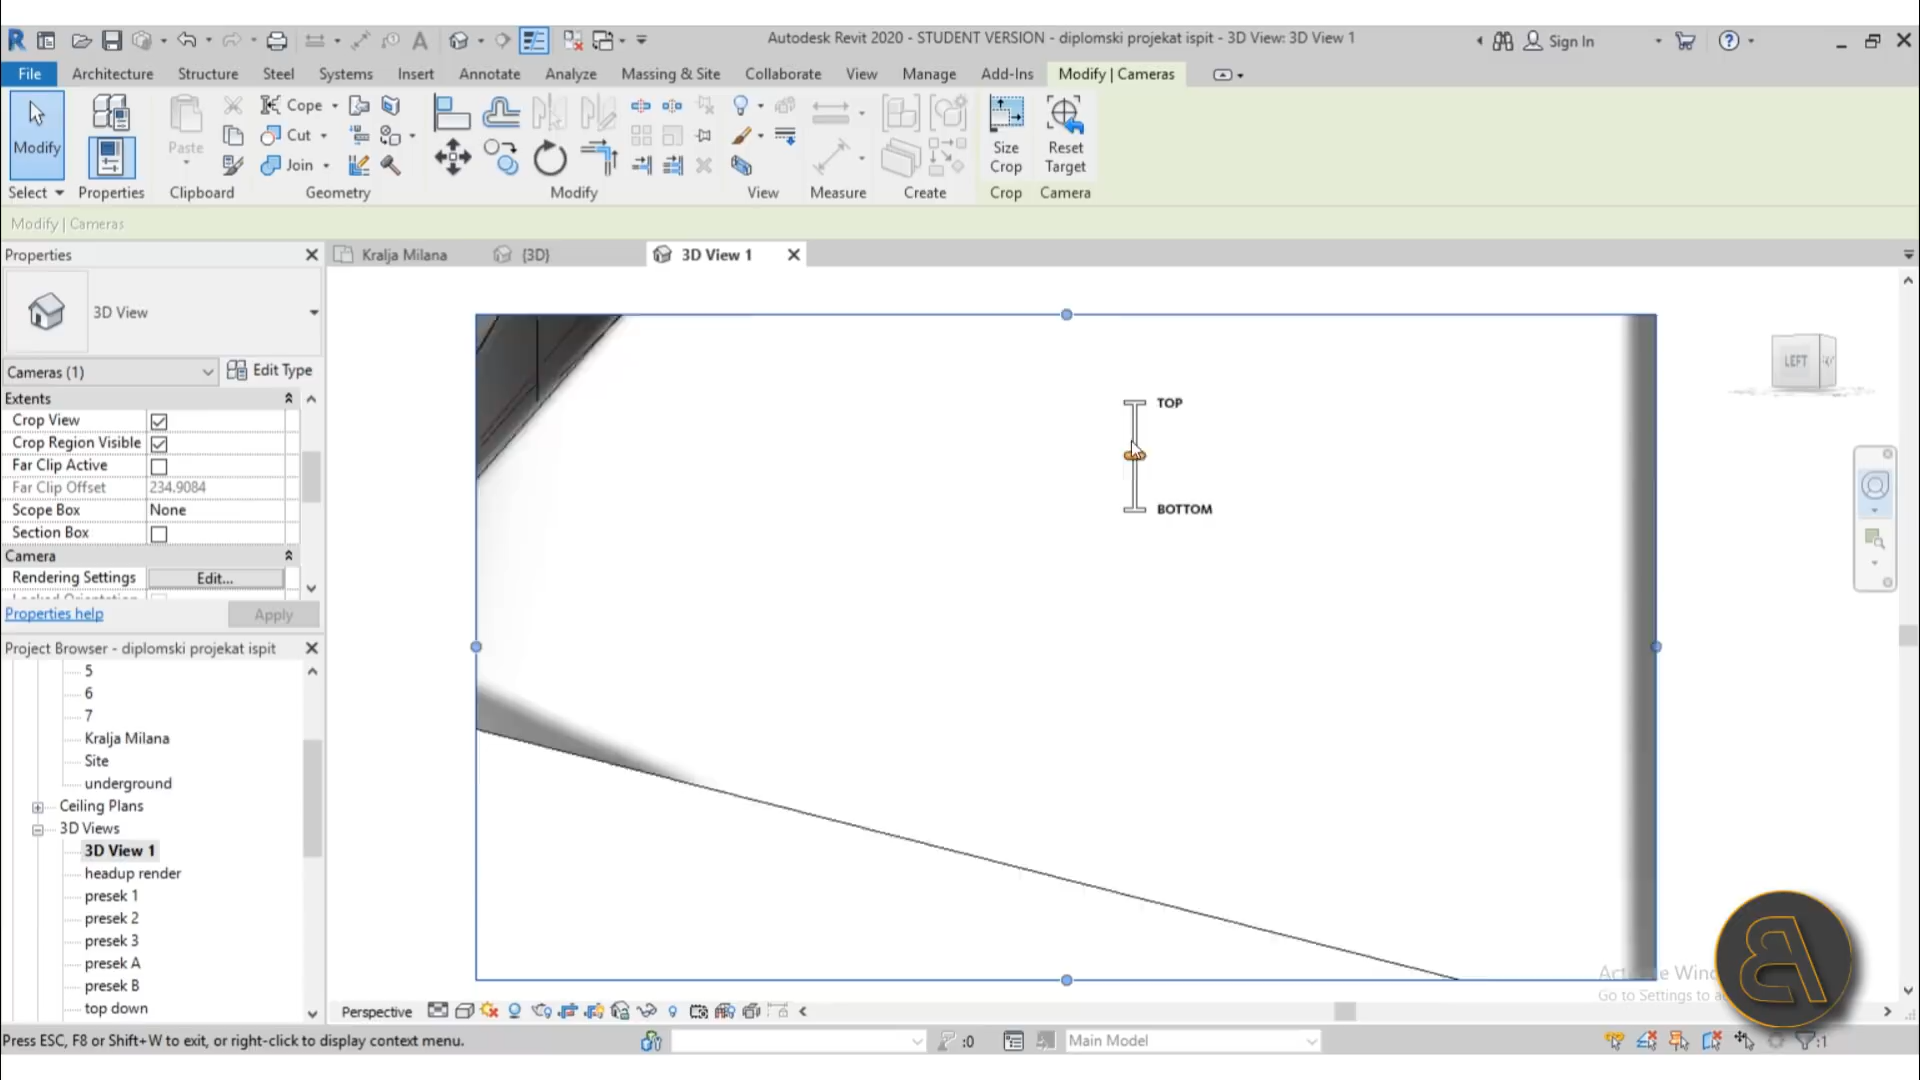 Autodesk Revit 2020 - STUDENT VERSION - diplomski projekat ispit - 3D View: 3D View 1
Sign In
File Architecture Structure Steel Systems Insert Annotate Analyze Massing & Site Collaborate View Manage Add-Ins Modify | Cameras
Modify
Paste
Cope
Cut
Join
Size
Crop
Reset
Target
Select Properties Clipboard Geometry Modify View Measure Create Crop Camera
Modify | Cameras
Properties
Kralja Milana
{3D}
3D View 1
3D View
Cameras (1)
Edit Type
Extents
Crop View
Crop Region Visible
Far Clip Active
Far Clip Offset 234.9084
Scope Box None
Section Box
Camera
Rendering Settings Edit...
Properties help
Apply
Project Browser - diplomski projekat ispit
5
6
7
Kralja Milana
Site
underground
Ceiling Plans
3D Views
3D View 1
headup render
presek 1
presek 2
presek 3
presek A
presek B
top down
TOP
BOTTOM
LEFT
Go to Settings to
Perspective
Press ESC, F8 or Shift+W to exit, or right-click to display context menu.
:0
Main Model
:1